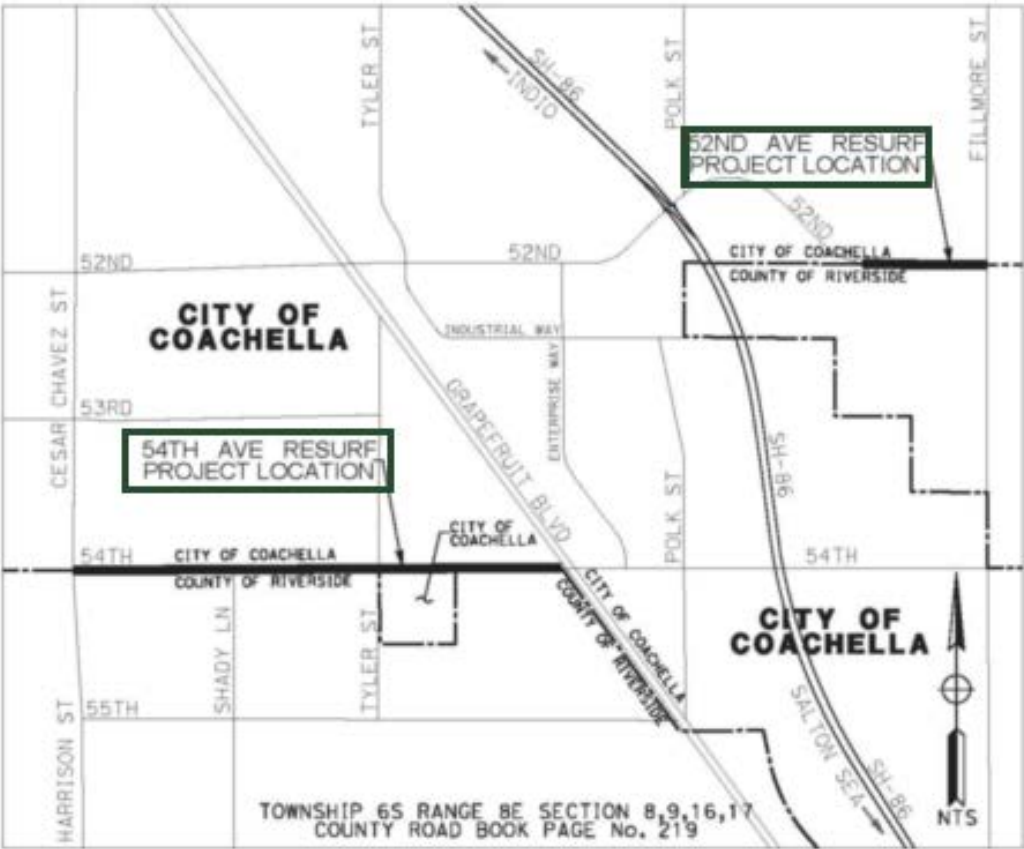 TYLER ST
SH-86
INDIO
POLK ST
FILLMORE ST
52ND AVE RESURF
PROJECT LOCATION
52ND
52ND
52ND
CITY OF COACHELLA
COUNTY OF RIVERSIDE
CESAR CHAVEZ ST
CITY OF
COACHELLA
INDUSTRIAL WAY
ENTERPRISE WAY
GRAPEFRUIT BLVD
53RD
54TH AVE RESURF
PROJECT LOCATION
SH-86
POLK ST
CITY OF
COACHELLA
54TH
CITY OF COACHELLA
COUNTY OF RIVERSIDE
54TH
CITY OF COACHELLA
COUNTY OF RIVERSIDE
SHADY LN
TYLER ST
CITY OF
COACHELLA
55TH
HARRISON ST
SALTON SEA
SH-86
NTS
TOWNSHIP 6S RANGE 8E SECTION 8,9,16,17
COUNTY ROAD BOOK PAGE No. 219